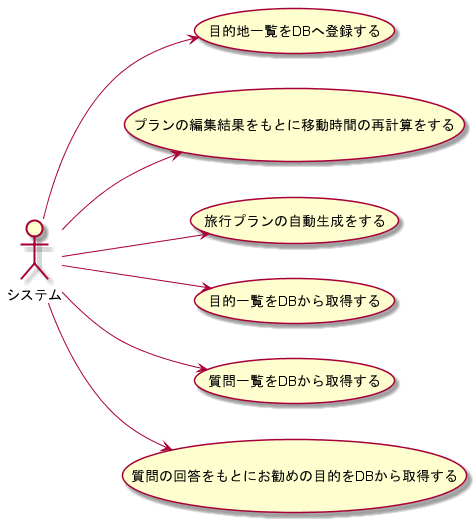 目的地一覧をDBへ登録する
プランの編集結果をもとに移動時間の再計算をする
旅行プランの自動生成をする
システム
目的一覧をDBから取得する
質問一覧をDBから取得する
質問の回答をもとにお勧めの目的をDBから取得する